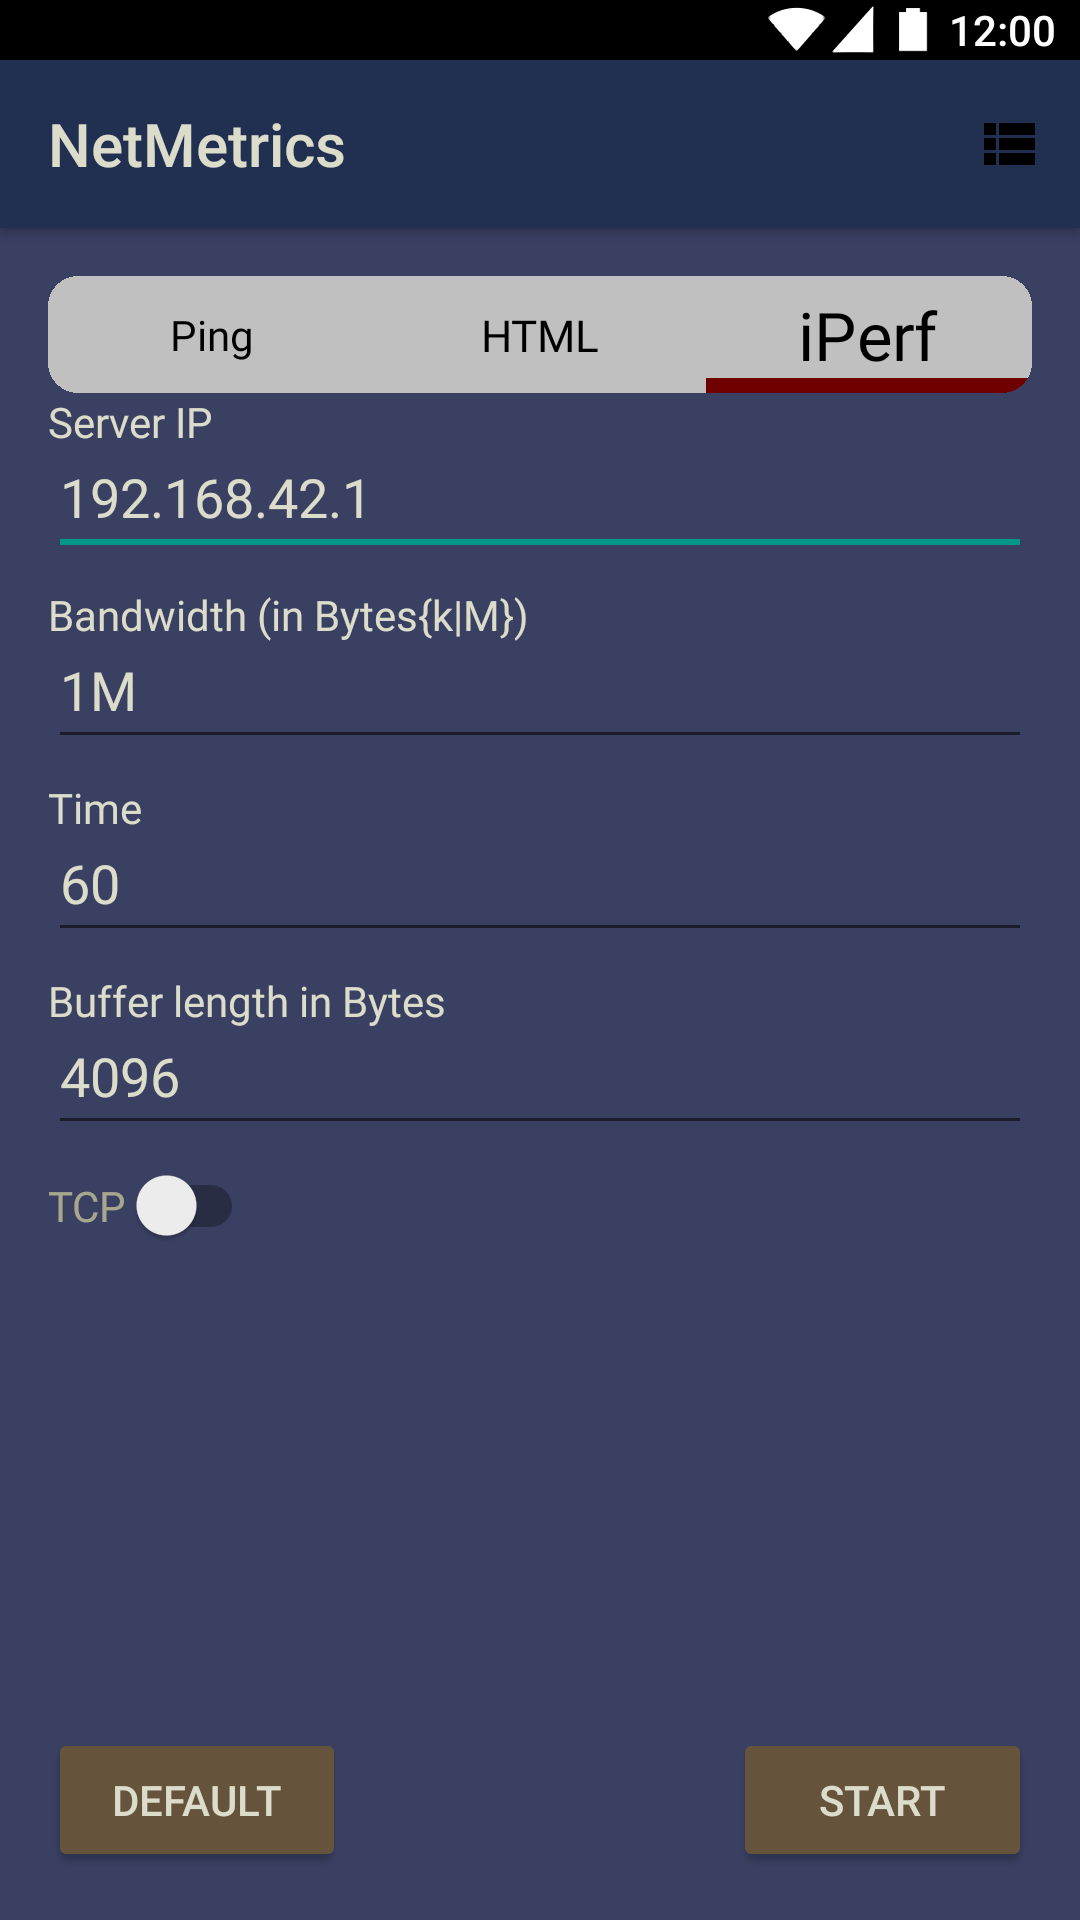 12:00
NetMetrics
Ping HTML iPerf
Server IP
192.168.42.1
Bandwidth (in Bytes{k|M})
1M
Time
60
Buffer length in Bytes
4096
TCP
DEFAULT START